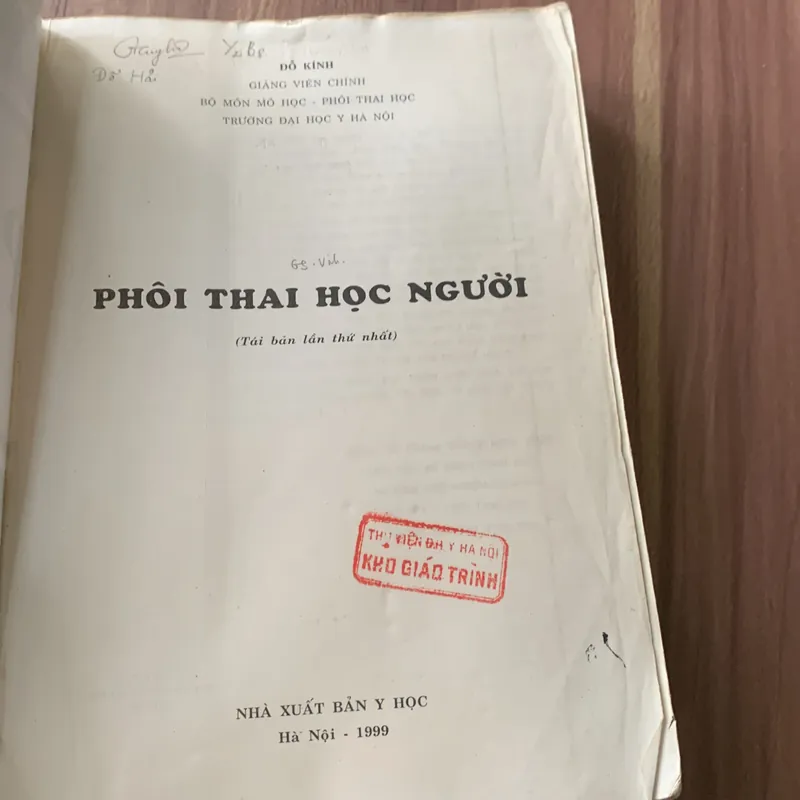 Đỗ Hải
ĐỖ KÍNH
GIẢNG VIÊN CHÍNH
BỘ MÔN MÔ HỌC - PHÔI THAI HỌC
TRƯỜNG ĐẠI HỌC Y HÀ NỘI
PHÔI THAI HỌC NGƯỜI
(Tái bản lần thứ nhất)
THƯ VIỆN ĐH Y HÀ NỘI
KHO GIÁO TRÌNH
NHÀ XUẤT BẢN Y HỌC
Hà Nội - 1999